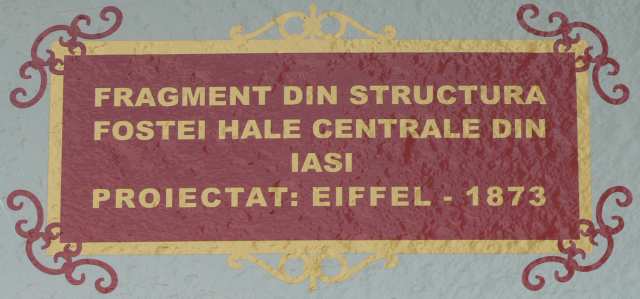 FRAGMENT DIN STRUCTURA
FOSTEI HALE CENTRALE DIN
IASI
PROIECTAT: EIFFEL - 1873